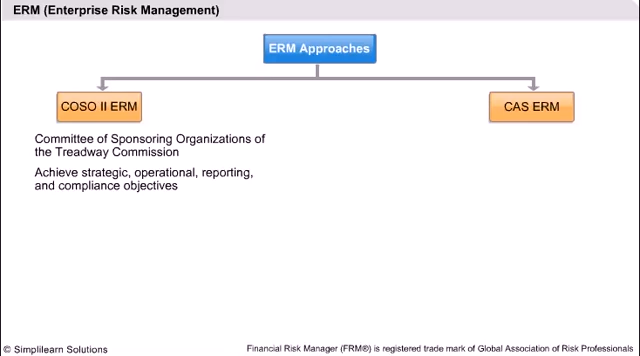 ERM (Enterprise Risk Management)
ERM Approaches
COSO II ERM
CAS ERM
Committee of Sponsoring Organizations of
the Treadway Commission
Achieve strategic, operational, reporting,
and compliance objectives
© Simplilearn Solutions
Financial Risk Manager (FRM®) is registered trade mark of Global Association of Risk Professionals